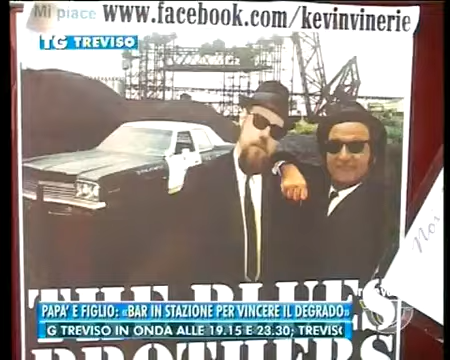 Mi piace
www.facebook.com/kevinvinerie
TG TREVISO
THE BLUES
PAPA' E FIGLIO: «BAR IN STAZIONE PER VINCERE IL DEGRADO»
G TREVISO IN ONDA ALLE 19.15 E 23.30; TREVIS
BROTHERS